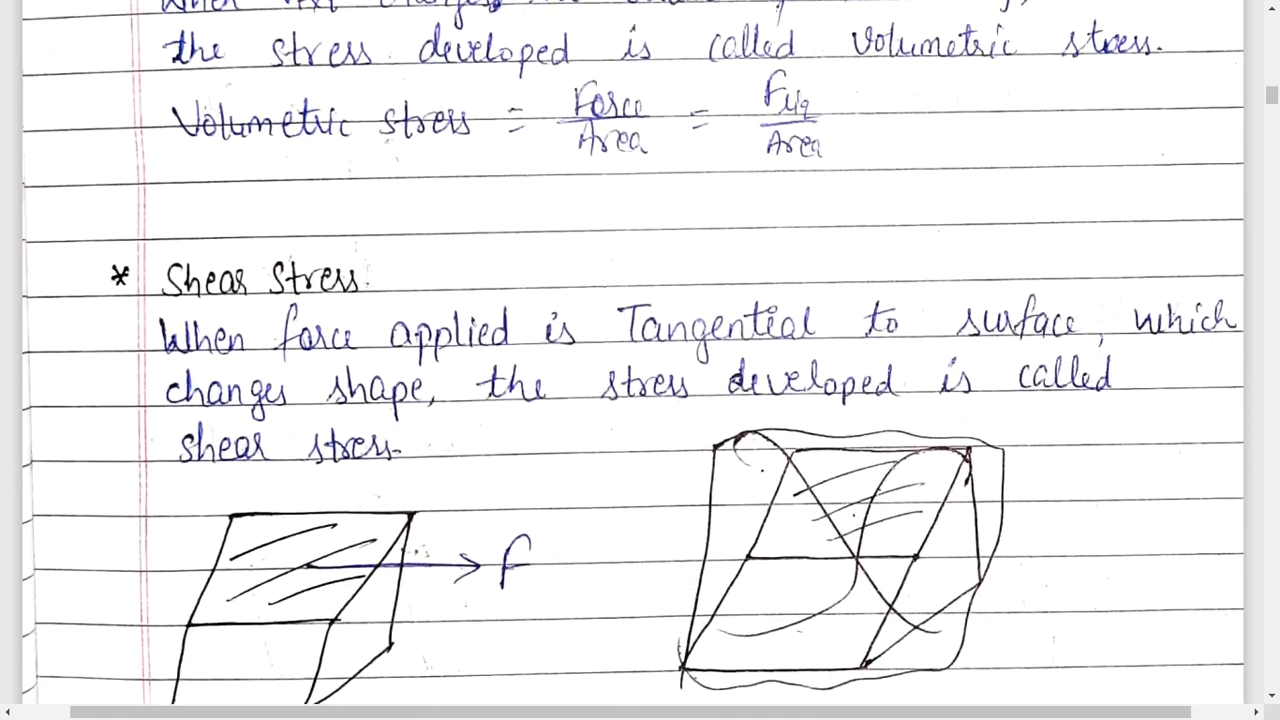 the stress developed is called volumetric stress.
Volumetric stress = Force/Area = /Area
* Shear Stress.
When force applied is Tangential to surface, which
changes shape, the stress developed is called
shear stress.
F